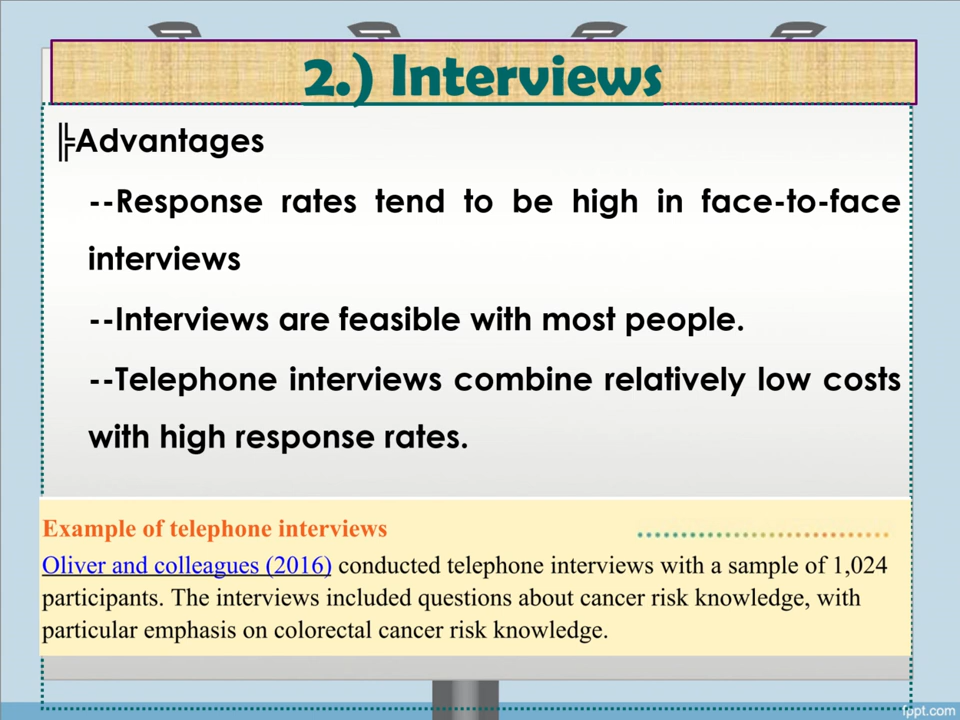 2.) Interviews
╠Advantages
--Response rates tend to be high in face-to-face
interviews
--Interviews are feasible with most people.
--Telephone interviews combine relatively low costs
with high response rates.
Example of telephone interviews
Oliver and colleagues (2016) conducted telephone interviews with a sample of 1,024
participants. The interviews included questions about cancer risk knowledge, with
particular emphasis on colorectal cancer risk knowledge.
fppt.com